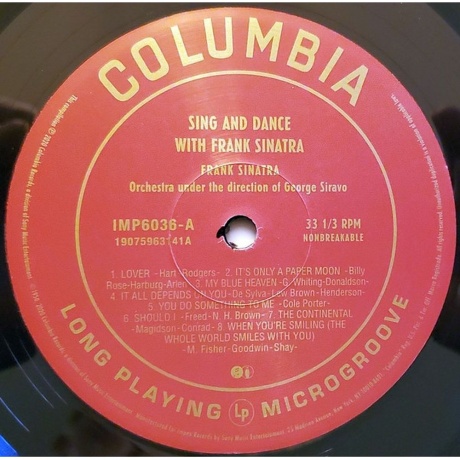 COLUMBIA
SING AND DANCE
WITH FRANK SINATRA
FRANK SINATRA
Orchestra under the direction of George Siravo
IMP6036-A
19075963141A
33 1/3 RPM
NONBREAKABLE
1. LOVER -Hart-Rodgers- 2. IT'S ONLY A PAPER MOON -Billy
Rose-Harburg-Arlen- 3. MY BLUE HEAVEN -G. Whiting-Donaldson-
4. IT ALL DEPENDS ON YOU -De Sylva-Lew Brown-Henderson-
5. YOU DO SOMETHING TO ME -Cole Porter-
6. SHOULD I -Freed-N. H. Brown- 7. THE CONTINENTAL
-Magidson-Conrad- 8. WHEN YOU'RE SMILING (THE
WHOLE WORLD SMILES WITH YOU)
-M. Fisher-Goodwin-Shay-
LONG PLAYING Lp MICROGROOVE